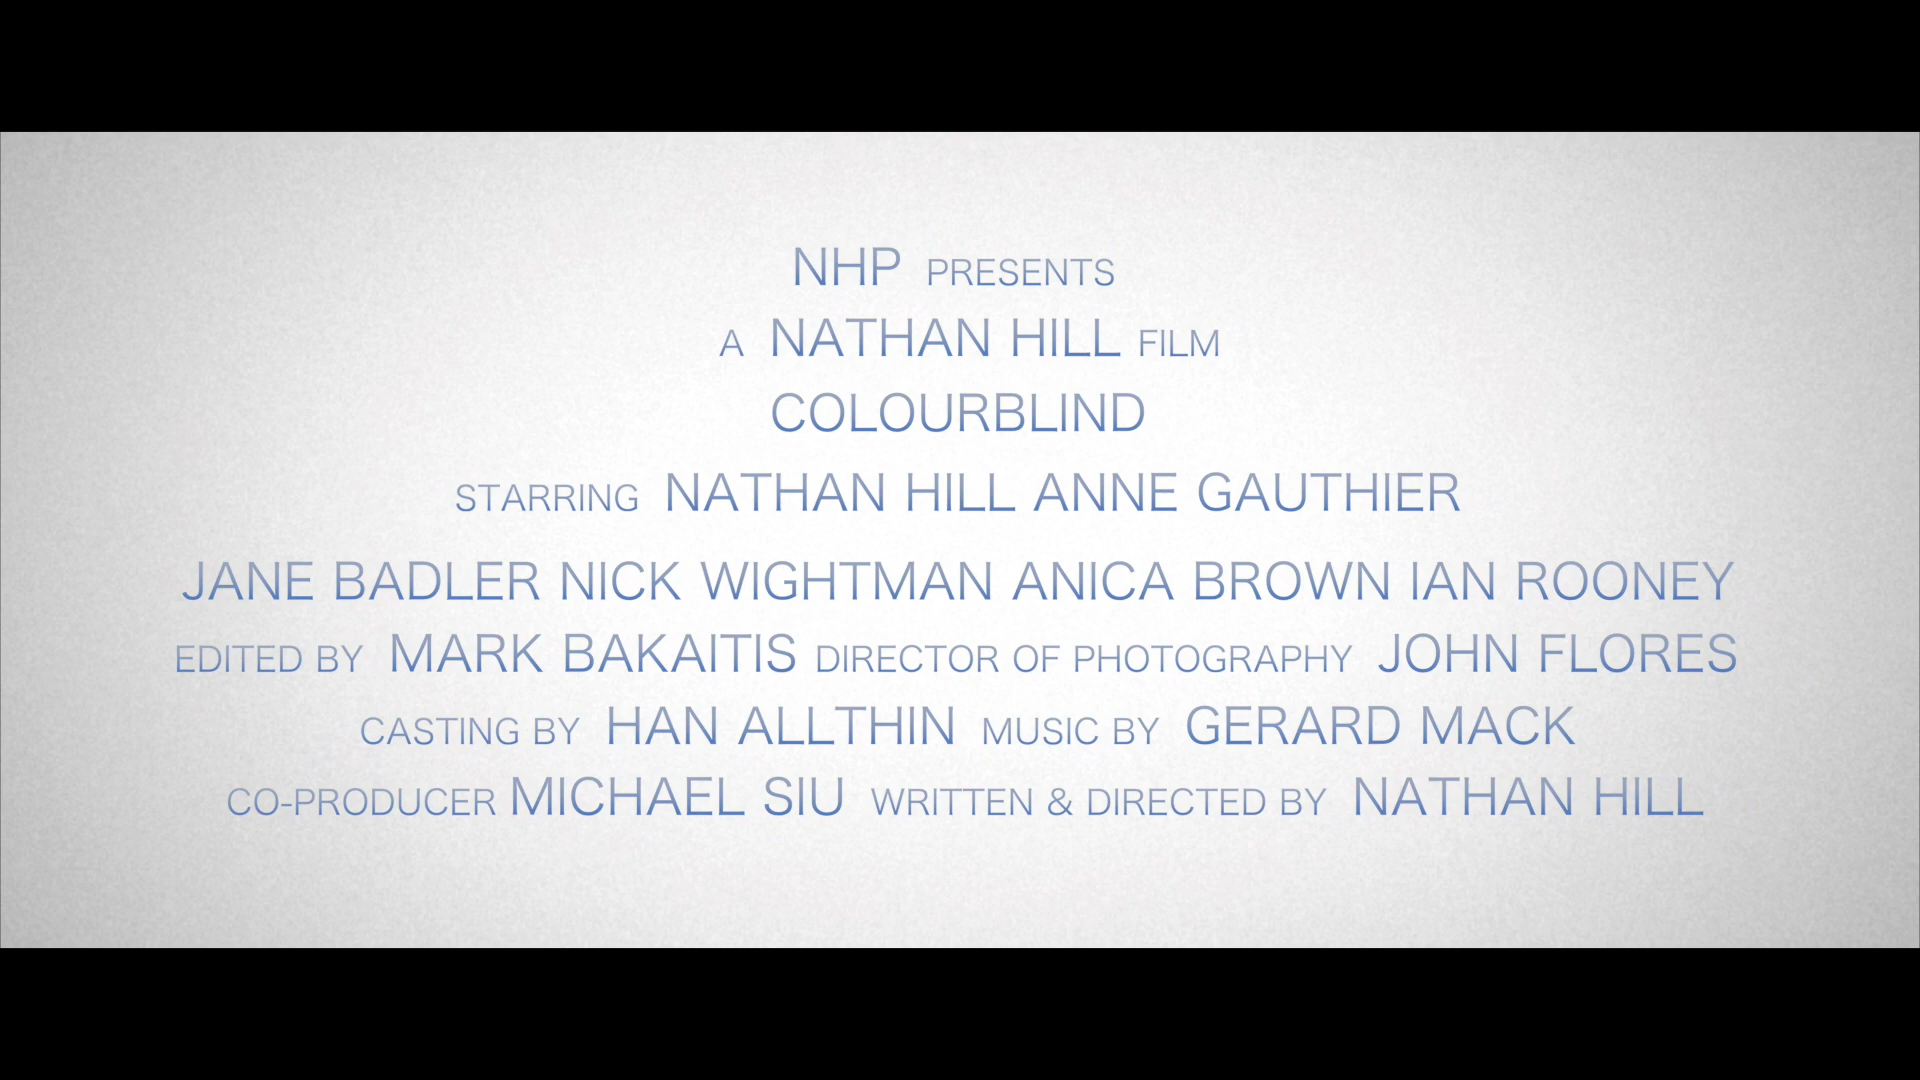 NHP PRESENTS
A NATHAN HILL FILM
COLOURBLIND
STARRING NATHAN HILL ANNE GAUTHIER
JANE BADLER NICK WIGHTMAN ANICA BROWN IAN ROONEY
EDITED BY MARK BAKAITIS DIRECTOR OF PHOTOGRAPHY JOHN FLORES
CASTING BY HAN ALLTHIN MUSIC BY GERARD MACK
CO-PRODUCER MICHAEL SIU WRITTEN & DIRECTED BY NATHAN HILL